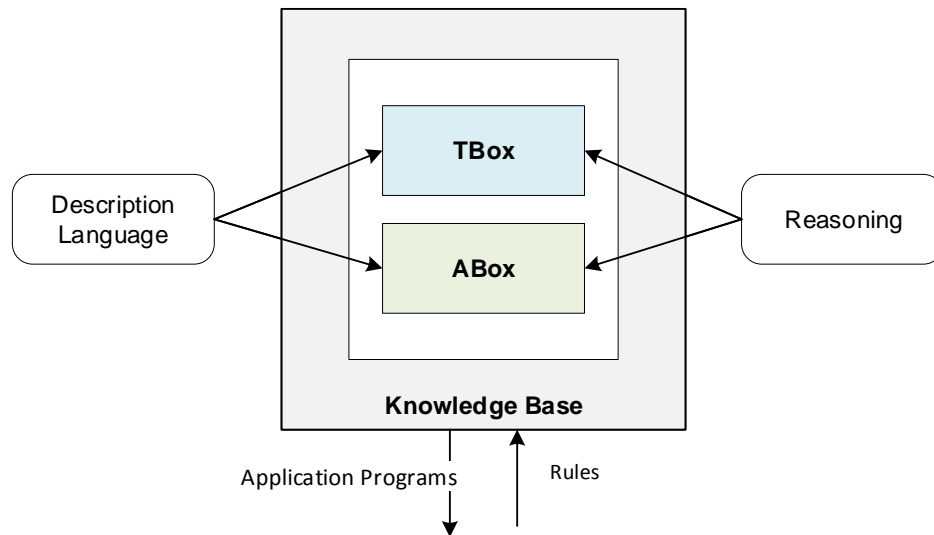 TBox
Description
Language
Reasoning
ABox
Knowledge Base
Application Programs
Rules